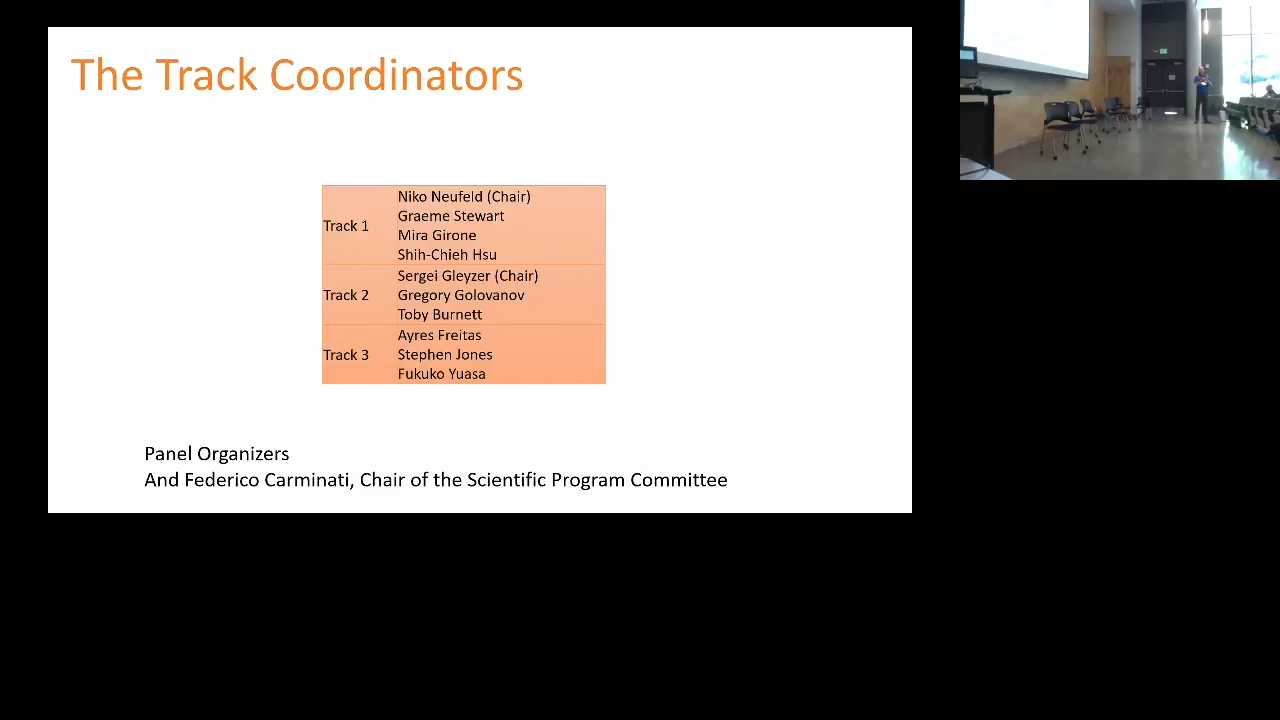 The Track Coordinators
Track 1
Niko Neufeld (Chair)
Graeme Stewart
Mira Girone
Shih-Chieh Hsu
Track 2
Sergei Gleyzer (Chair)
Gregory Golovanov
Toby Burnett
Track 3
Ayres Freitas
Stephen Jones
Fukuko Yuasa
Panel Organizers
And Federico Carminati, Chair of the Scientific Program Committee